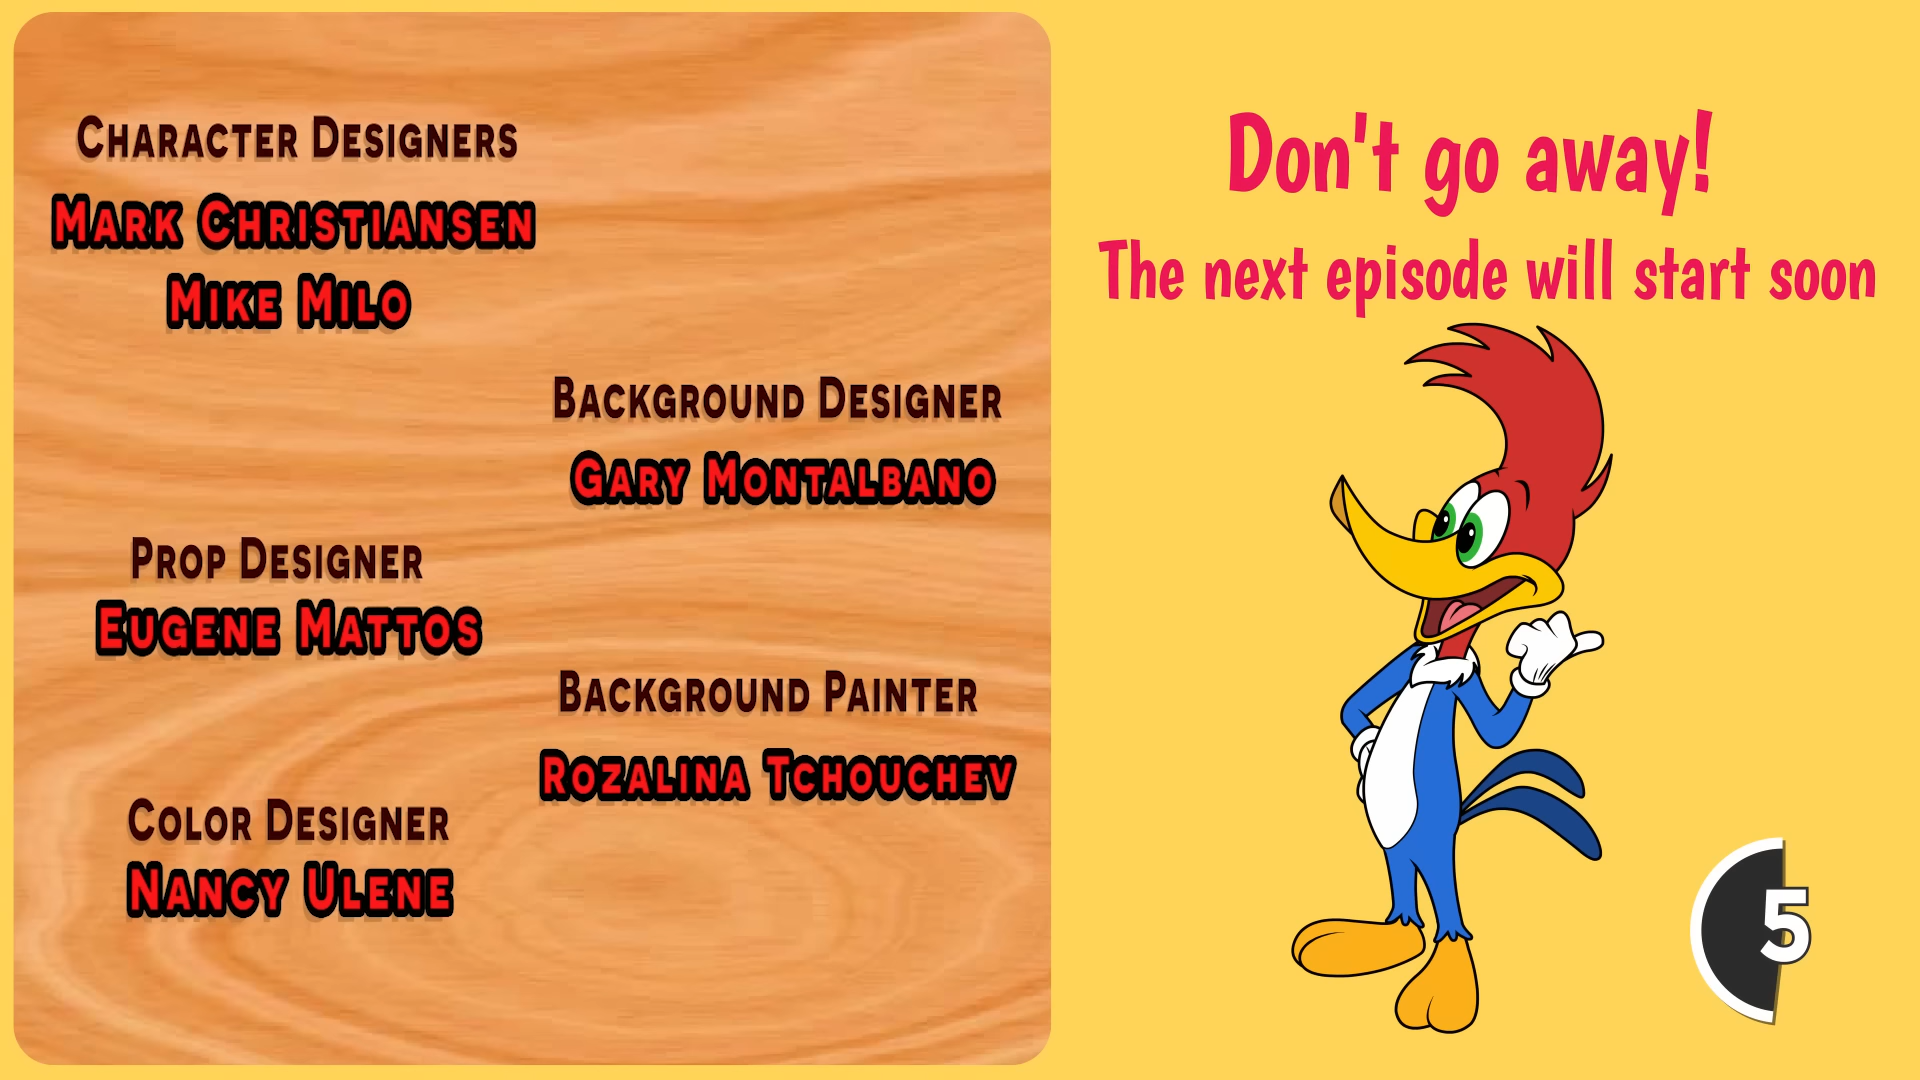 Character Designers
Mark Christiansen
Mike Milo
Background Designer
Gary Montalbano
Prop Designer
Eugene Mattos
Background Painter
Rozalina Tchouchev
Color Designer
Nancy Ulene
Don't go away!
The next episode will start soon
5